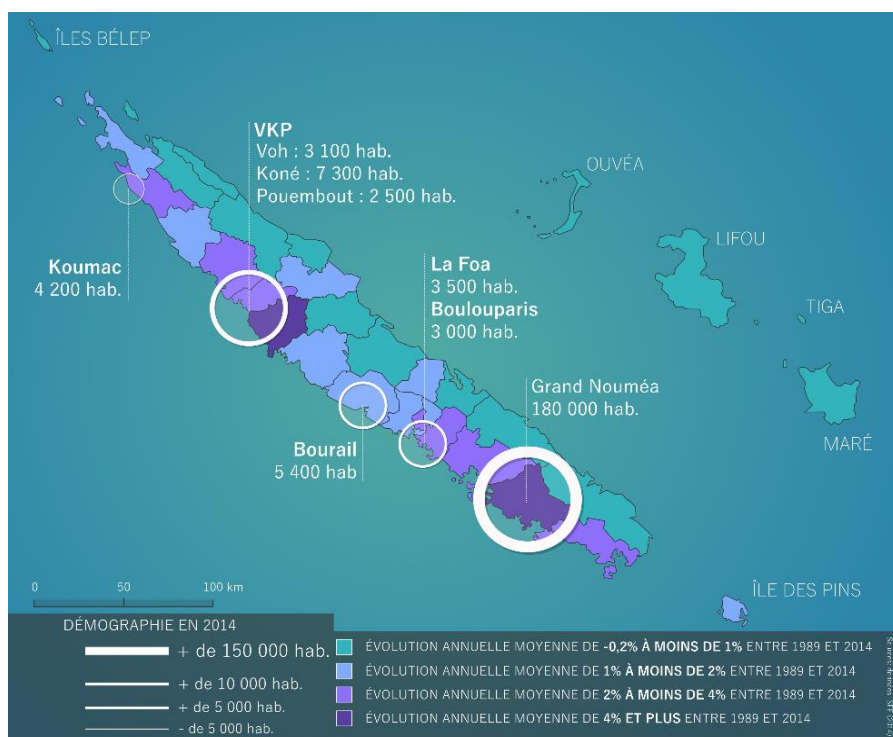 ÎLES BÉLEP
VKP
Voh : 3 100 hab.
Koné : 7 300 hab.
Pouembout : 2 500 hab.
OUVÉA
LIFOU
Koumac
4 200 hab.
La Foa
3 500 hab.
Boulouparis
3 000 hab.
TIGA
Grand Nouméa
180 000 hab.
MARÉ
Bourail
5 400 hab
0 50 100 km
ÎLE DES PINS
DÉMOGRAPHIE EN 2014
+ de 150 000 hab.
+ de 10 000 hab.
+ de 5 000 hab.
- de 5 000 hab.
ÉVOLUTION ANNUELLE MOYENNE DE -0,2% À MOINS DE 1% ENTRE 1989 ET 2014
ÉVOLUTION ANNUELLE MOYENNE DE 1% À MOINS DE 2% ENTRE 1989 ET 2014
ÉVOLUTION ANNUELLE MOYENNE DE 2% À MOINS DE 4% ENTRE 1989 ET 2014
ÉVOLUTION ANNUELLE MOYENNE DE 4% ET PLUS ENTRE 1989 ET 2014